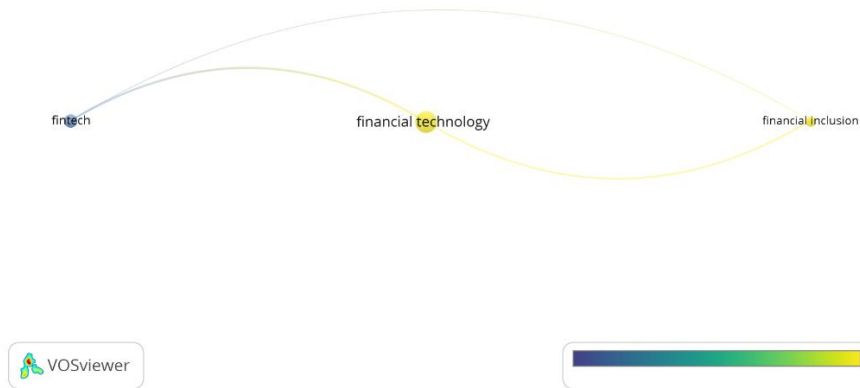 fintech
financial technology
financial inclusion
VOSviewer